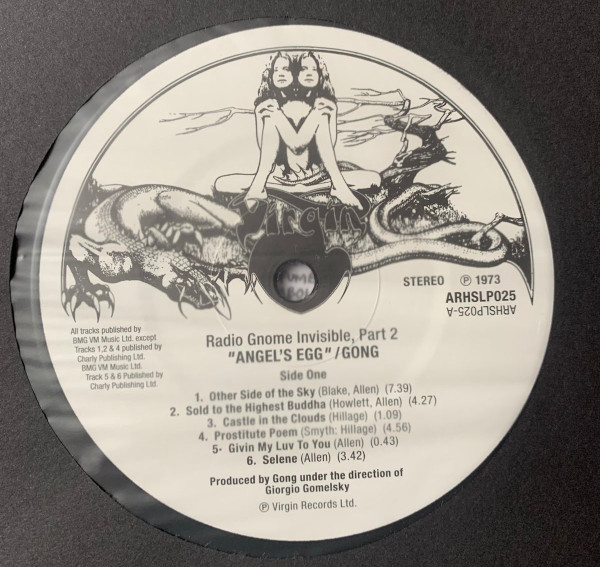 Virgin
STEREO ℗ 1973
ARHSLP025
ARHSLP025-A
All tracks published by
BMG VM Music Ltd. except
Tracks 1,2 & 4 published by
Charly Publishing Ltd.
BMG VM Music Ltd.
Track 5 & 6 Published by
Charly Publishing Ltd.
Radio Gnome Invisible, Part 2
"ANGEL'S EGG"/GONG
Side One
1. Other Side of the Sky (Blake, Allen) (7.39)
2. Sold to the Highest Buddha (Howlett, Allen) (4.27)
3. Castle in the Clouds (Hillage) (1.09)
4. Prostitute Poem (Smyth: Hillage) (4.56)
5· Givin My Luv To You (Allen) (0.43)
6. Selene (Allen) (3.42)
Produced by Gong under the direction of
Giorgio Gomelsky
℗ Virgin Records Ltd.